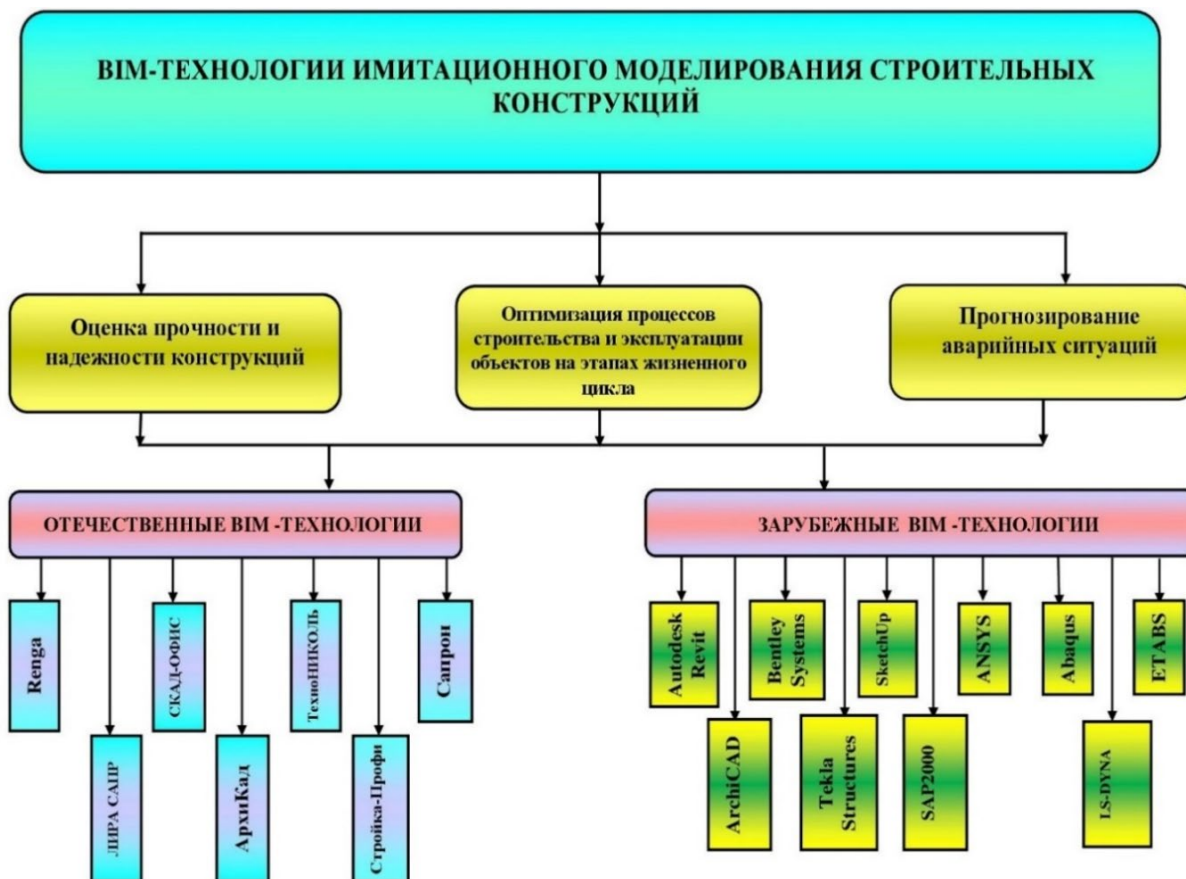 BIM-ТЕХНОЛОГИИ ИМИТАЦИОННОГО МОДЕЛИРОВАНИЯ СТРОИТЕЛЬНЫХ
КОНСТРУКЦИЙ
Оценка прочности и
надежности конструкций
Оптимизация процессов
строительства и эксплуатации
объектов на этапах жизненного
цикла
Прогнозирование
аварийных ситуаций
ОТЕЧЕСТВЕННЫЕ BIM -ТЕХНОЛОГИИ
ЗАРУБЕЖНЫЕ BIM -ТЕХНОЛОГИИ
Renga
ЛИРА САПР
СКАД-ОФИС
АрхиКад
ТехноНИКОЛЬ
Стройка-Профи
Сапрон
Autodesk
Revit
ArchiCAD
Bentley
Systems
Tekla
Structures
SketchUp
SAP2000
ANSYS
Abaqus
LS-DYNA
ETABS